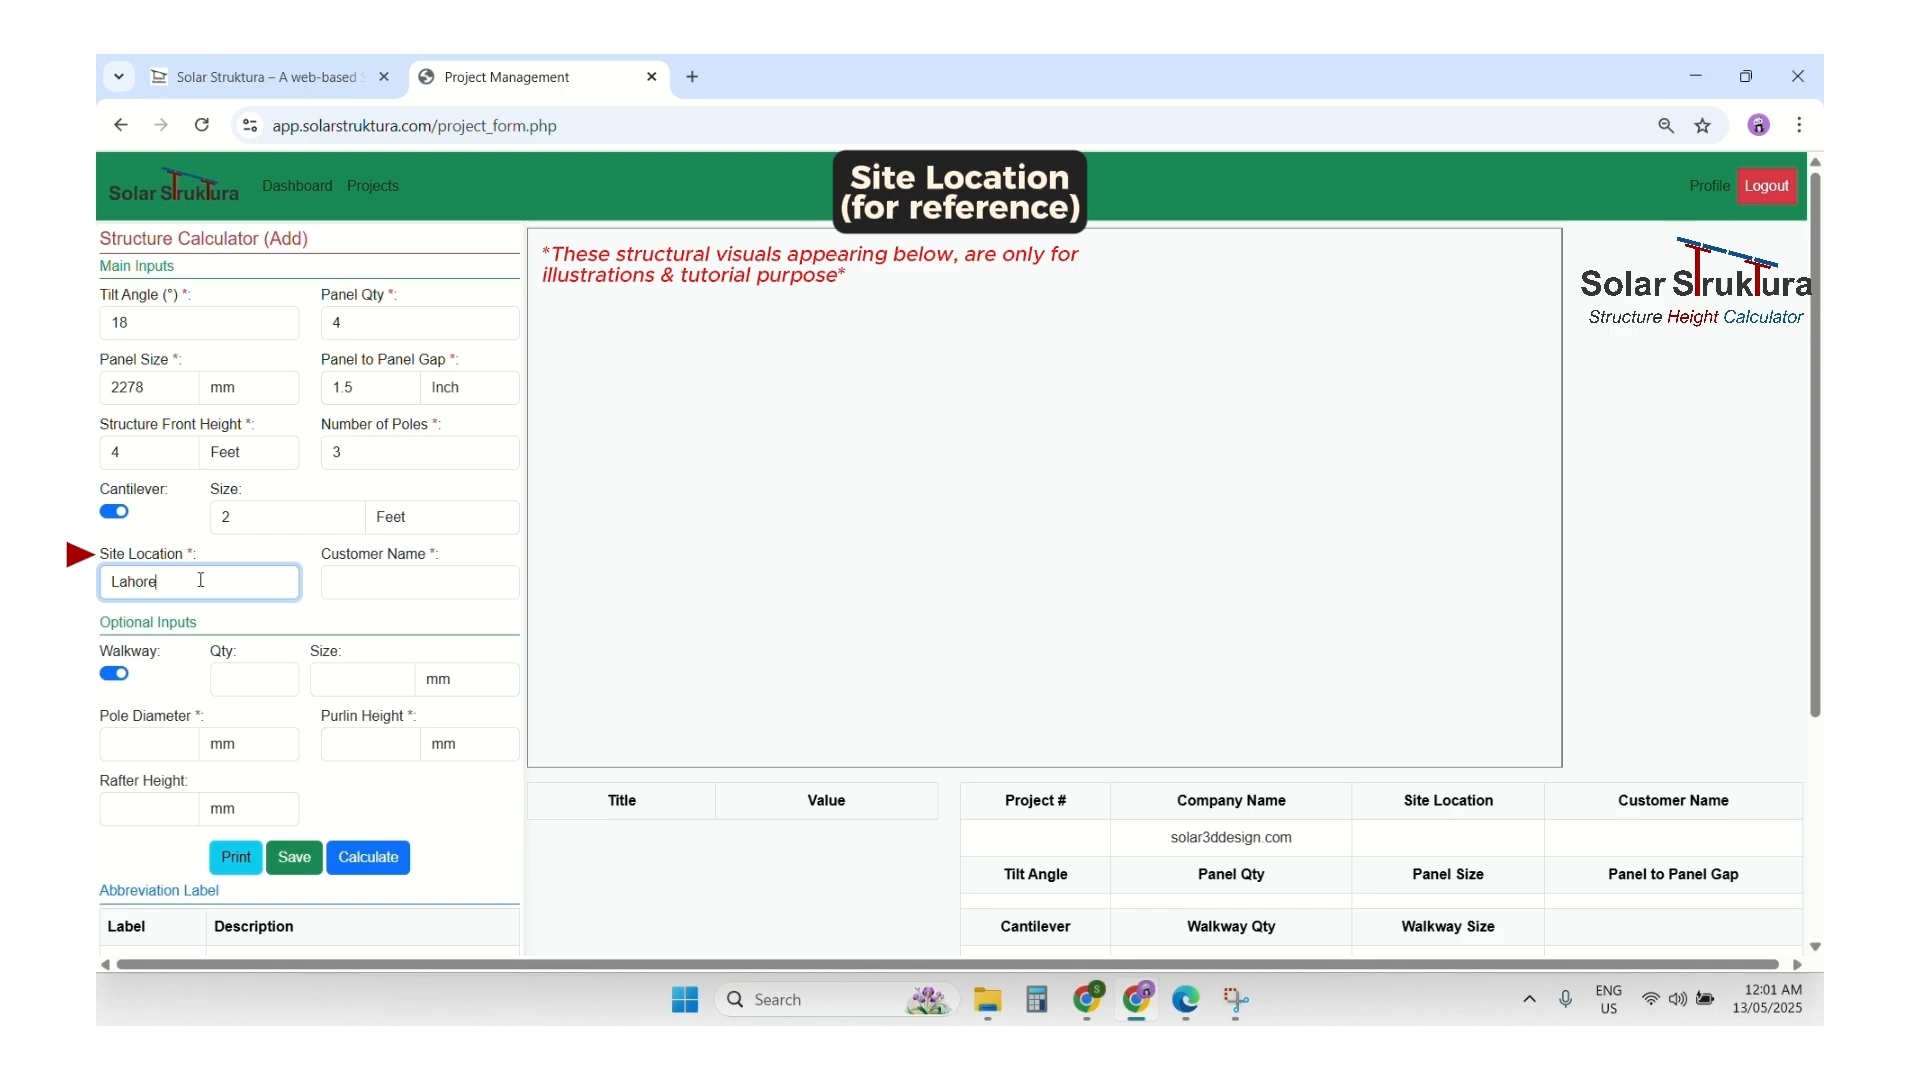 Solar Struktura – A web-based
Project Management
app.solarstruktura.com/project_form.php
Solar Struktura
Dashboard
Projects
Site Location
(for reference)
Profile
Logout
Structure Calculator (Add)
Main Inputs
Tilt Angle (°) *:
Panel Qty *:
18
4
Panel Size *:
Panel to Panel Gap *:
2278
mm
1.5
Inch
Structure Front Height *:
Number of Poles *:
4
Feet
3
Cantilever:
Size:
2
Feet
Site Location *:
Customer Name *:
Lahore
Optional Inputs
Walkway:
Qty:
Size:
mm
Pole Diameter *:
Purlin Height *:
mm
mm
Rafter Height:
mm
Print
Save
Calculate
Abbreviation Label
Label
Description
*These structural visuals appearing below, are only for
illustrations & tutorial purpose*
Solar Struktura
Structure Height Calculator
Title
Value
Project #
Company Name
Site Location
Customer Name
solar3ddesign.com
Tilt Angle
Panel Qty
Panel Size
Panel to Panel Gap
Cantilever
Walkway Qty
Walkway Size
Search
S
ENG
US
12:01 AM
13/05/2025